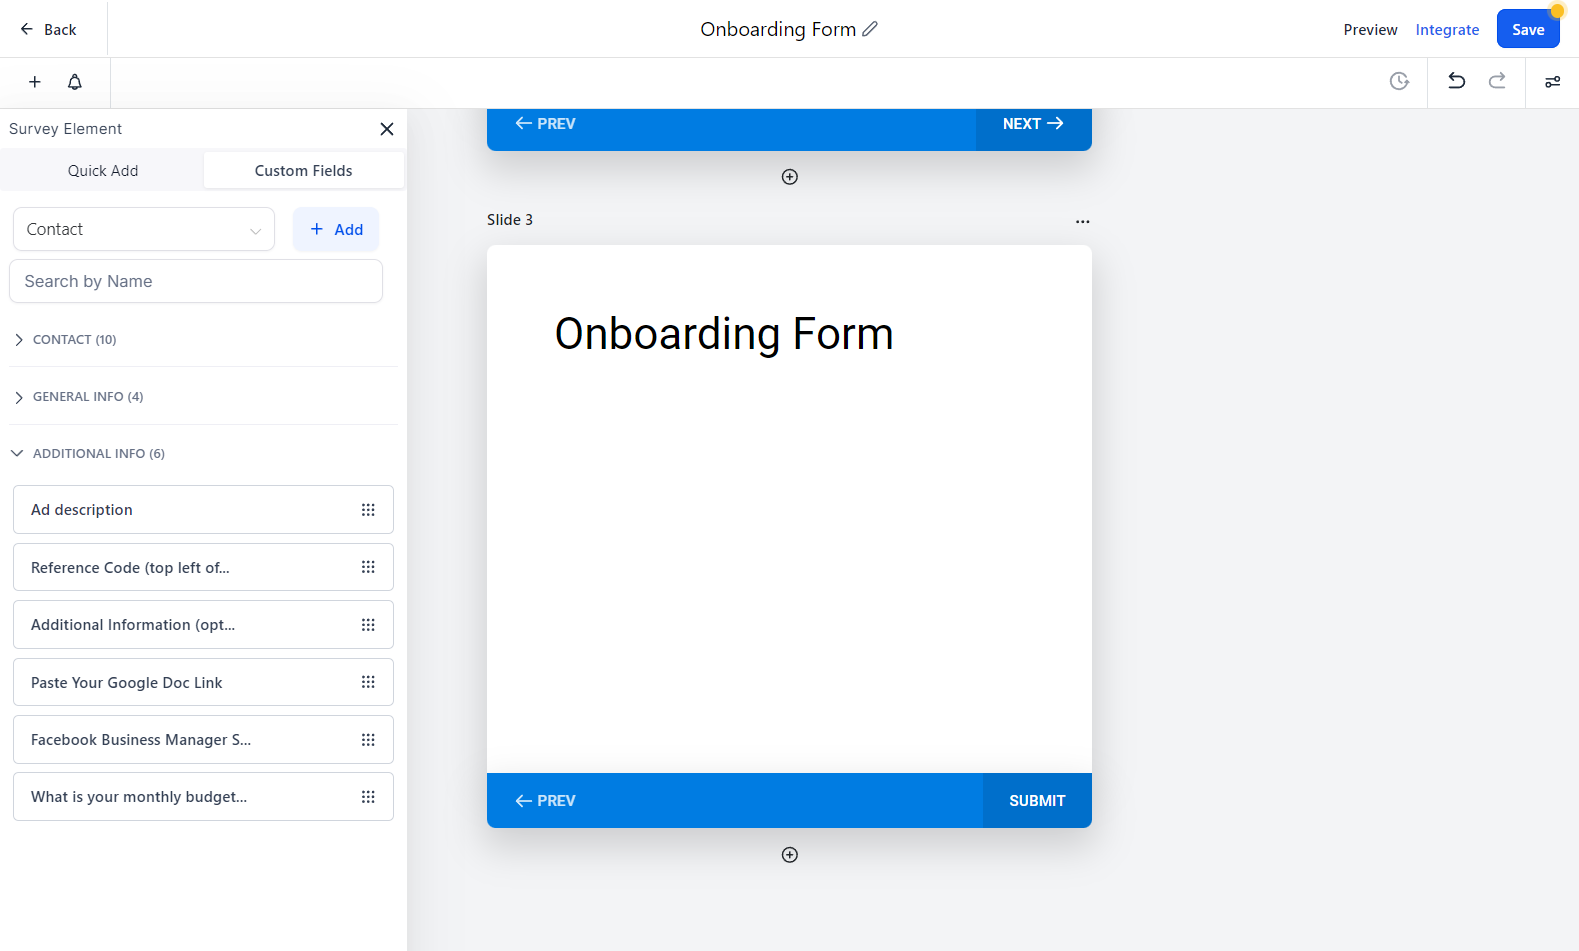 Back
Onboarding Form
Preview
Integrate
Save
Survey Element
Quick Add
Custom Fields
Contact
Add
Search by Name
CONTACT (10)
GENERAL INFO (4)
ADDITIONAL INFO (6)
Ad description
Reference Code (top left of...
Additional Information (opt...
Paste Your Google Doc Link
Facebook Business Manager S...
What is your monthly budget...
PREV
NEXT
Slide 3
Onboarding Form
PREV
SUBMIT